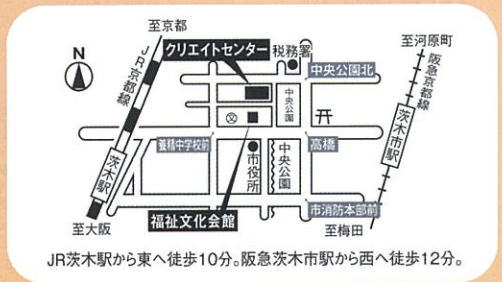 至京都
JR京都線
N
クリエイトセンター
税務署
至河原町
阪急京都線
中央公園北
中央公園
文
茨木駅
養精中学校前
市役所
中央公園
高橋
茨木市駅
市消防本部前
至大阪
福祉文化会館
至梅田
JR茨木駅から東へ徒歩10分。阪急茨木市駅から西へ徒歩12分。